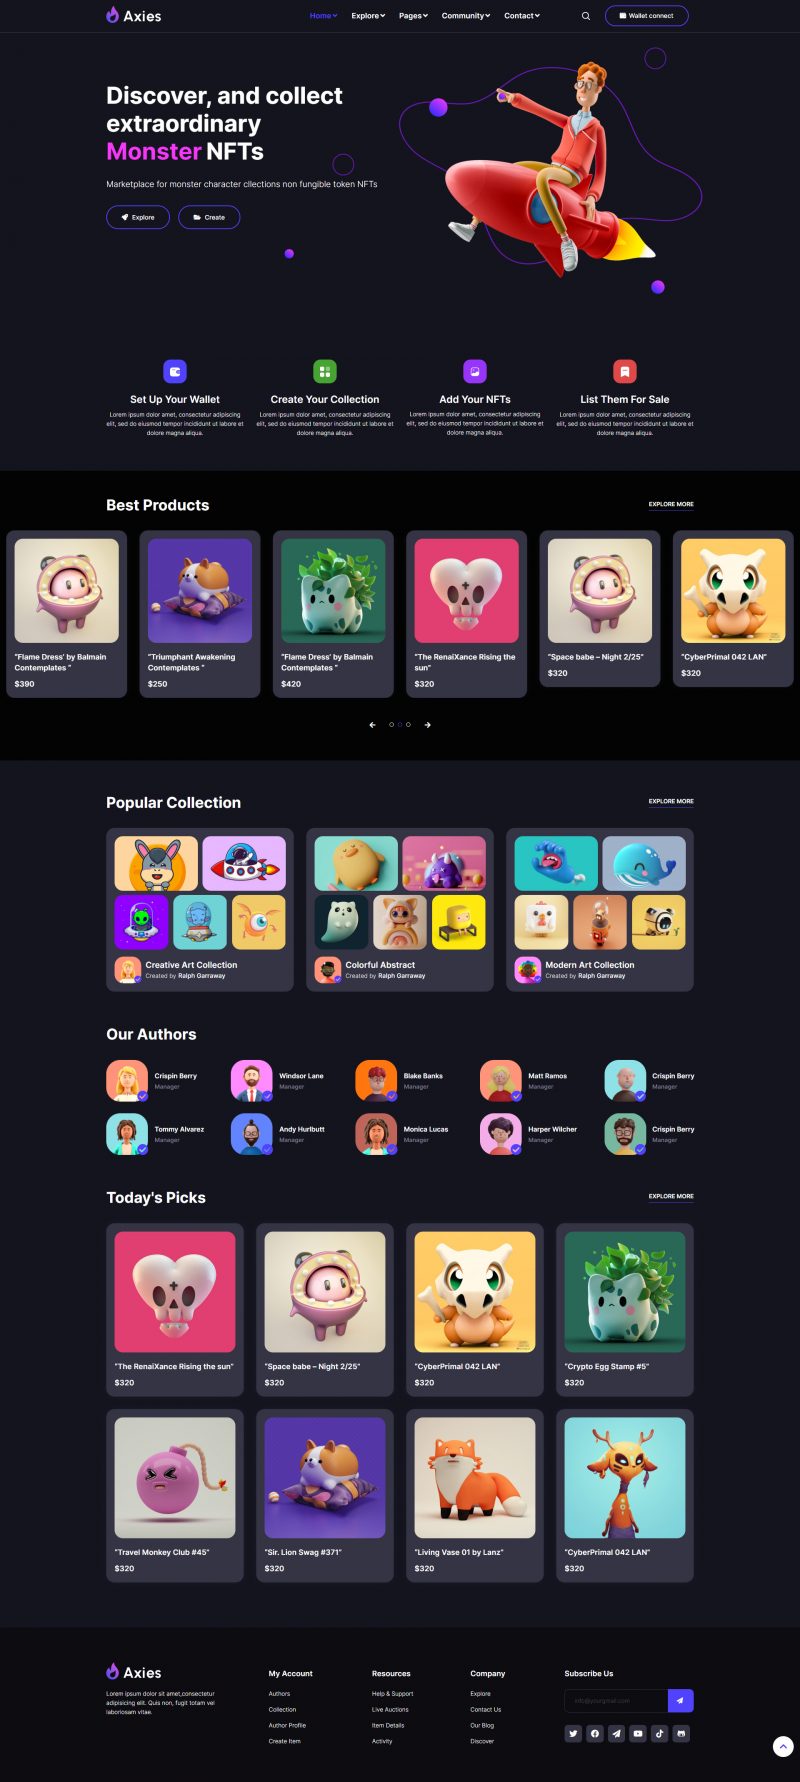 Axies
Home
Explore
Pages
Community
Contact
Wallet connect
Discover, and collect
extraordinary
Monster NFTs
Marketplace for monster character cllections non fungible token NFTs
Explore
Create
Set Up Your Wallet
Lorem ipsum dolor amet, consectetur adipiscing
elit, sed do eiusmod tempor incididunt ut labore et
dolore magna aliqua.
Create Your Collection
Lorem ipsum dolor amet, consectetur adipiscing
elit, sed do eiusmod tempor incididunt ut labore et
dolore magna aliqua.
Add Your NFTs
Lorem ipsum dolor amet, consectetur adipiscing
elit, sed do eiusmod tempor incididunt ut labore et
dolore magna aliqua.
List Them For Sale
Lorem ipsum dolor amet, consectetur adipiscing
elit, sed do eiusmod tempor incididunt ut labore et
dolore magna aliqua.
Best Products
EXPLORE MORE
“Flame Dress’ by Balmain
Contemplates ”
$390
“Triumphant Awakening
Contemplates ”
$250
“Flame Dress’ by Balmain
Contemplates ”
$420
“The RenaiXance Rising the
sun”
$320
“Space babe – Night 2/25”
$320
“CyberPrimal 042 LAN”
$320
Popular Collection
EXPLORE MORE
Creative Art Collection
Created by Ralph Garraway
Colorful Abstract
Created by Ralph Garraway
Modern Art Collection
Created by Ralph Garraway
Our Authors
Crispin Berry
Manager
Windsor Lane
Manager
Blake Banks
Manager
Matt Ramos
Manager
Crispin Berry
Manager
Tommy Alvarez
Manager
Andy Hurlbutt
Manager
Monica Lucas
Manager
Harper Wilcher
Manager
Crispin Berry
Manager
Today's Picks
EXPLORE MORE
“The RenaiXance Rising the sun”
$320
“Space babe – Night 2/25”
$320
“CyberPrimal 042 LAN”
$320
“Crypto Egg Stamp #5”
$320
“Travel Monkey Club #45”
$320
“Sir. Lion Swag #371”
$320
“Living Vase 01 by Lanz”
$320
“CyberPrimal 042 LAN”
$320
Axies
Lorem ipsum dolor sit amet,consectetur
adipisicing elit. Quis non, fugit totam vel
laboriosam vitae.
My Account
Authors
Collection
Author Profile
Create Item
Resources
Help & Support
Live Auctions
Item Details
Activity
Company
Explore
Contact Us
Our Blog
Discover
Subscribe Us
info@yourgmail.com